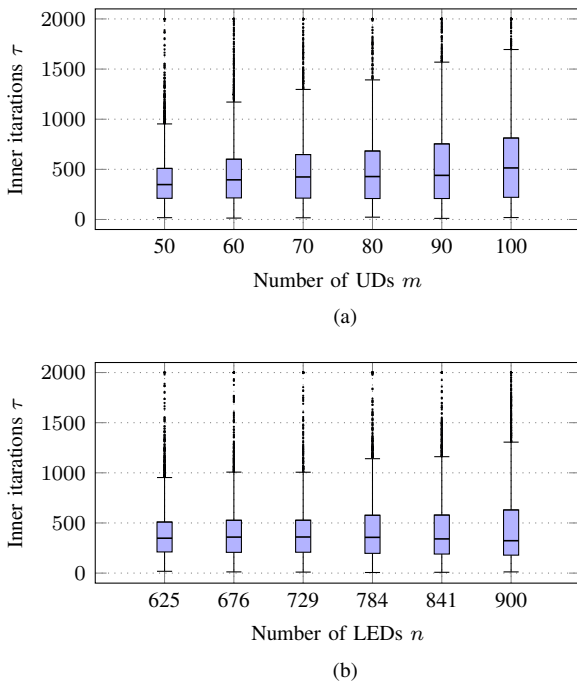 2000
1500
1000
500
0
Inner itarations τ
50 60 70 80 90 100
Number of UDs m
(a)
2000
1500
1000
500
0
Inner itarations τ
625 676 729 784 841 900
Number of LEDs n
(b)